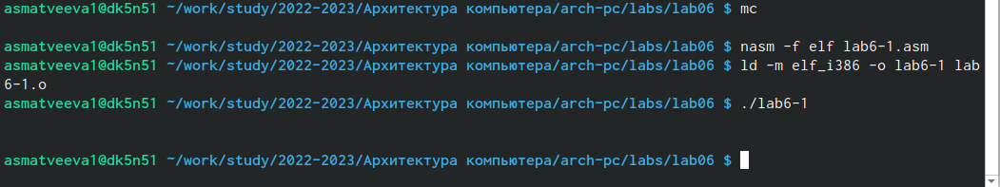 asmatveeva1@dk5n51 ~/work/study/2022-2023/Архитектура компьютера/arch-pc/labs/lab06 $ mc
asmatveeva1@dk5n51 ~/work/study/2022-2023/Архитектура компьютера/arch-pc/labs/lab06 $ nasm -f elf lab6-1.asm
asmatveeva1@dk5n51 ~/work/study/2022-2023/Архитектура компьютера/arch-pc/labs/lab06 $ ld -m elf_i386 -o lab6-1 lab
6-1.o
asmatveeva1@dk5n51 ~/work/study/2022-2023/Архитектура компьютера/arch-pc/labs/lab06 $ ./lab6-1
asmatveeva1@dk5n51 ~/work/study/2022-2023/Архитектура компьютера/arch-pc/labs/lab06 $